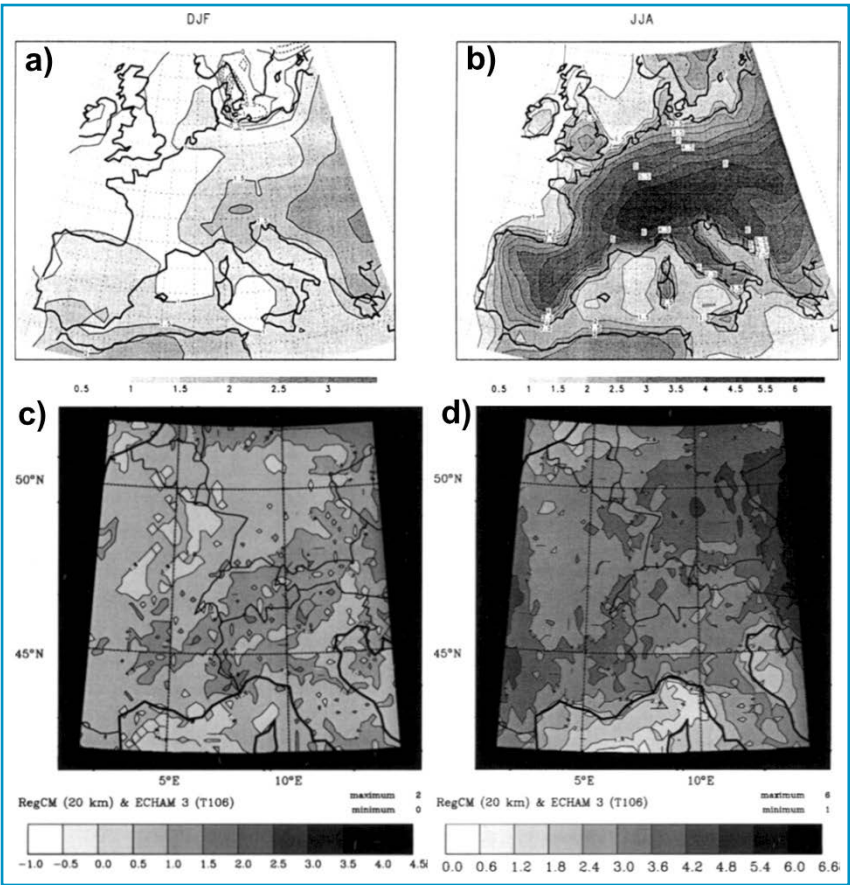 DJF JJA
a) b)
0.5 1 1.5 2 2.5 3 0.5 1 1.5 2 2.5 3 3.5 4 4.5 5.5 6
c) d)
50°N 50°N
45°N 45°N
5°E 10°E 5°E 10°E
RegCM (20 km) & ECHAM 3 (T106) maximum 2 RegCM (20 km) & ECHAM 3 (T106) maximum 6
minimum 0 minimum 1
-1.0 -0.5 0.0 0.5 1.0 1.5 2.0 2.5 3.0 3.5 4.0 0.0 0.6 1.2 1.8 2.4 3.0 3.6 4.2 4.8 5.4 6.0